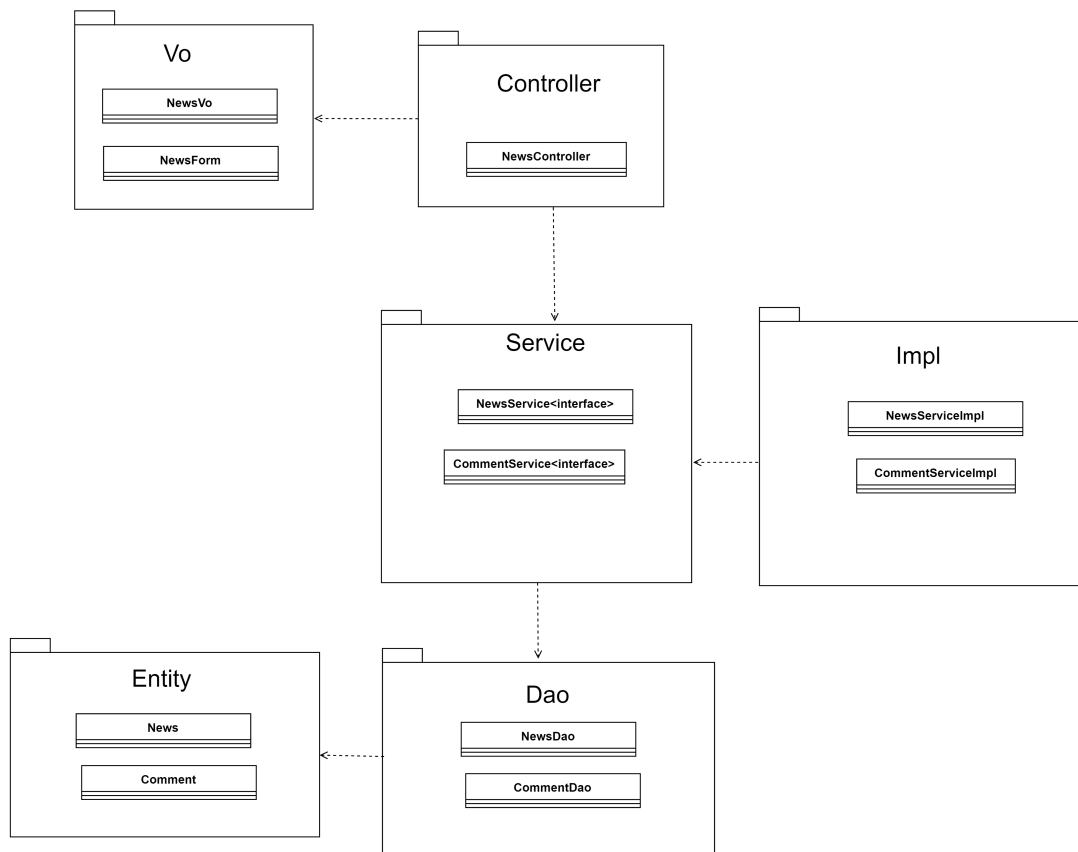 Vo
NewsVo
NewsForm
Controller
NewsController
Service
NewsService<interface>
CommentService<interface>
Impl
NewsServiceImpl
CommentServiceImpl
Entity
News
Comment
Dao
NewsDao
CommentDao